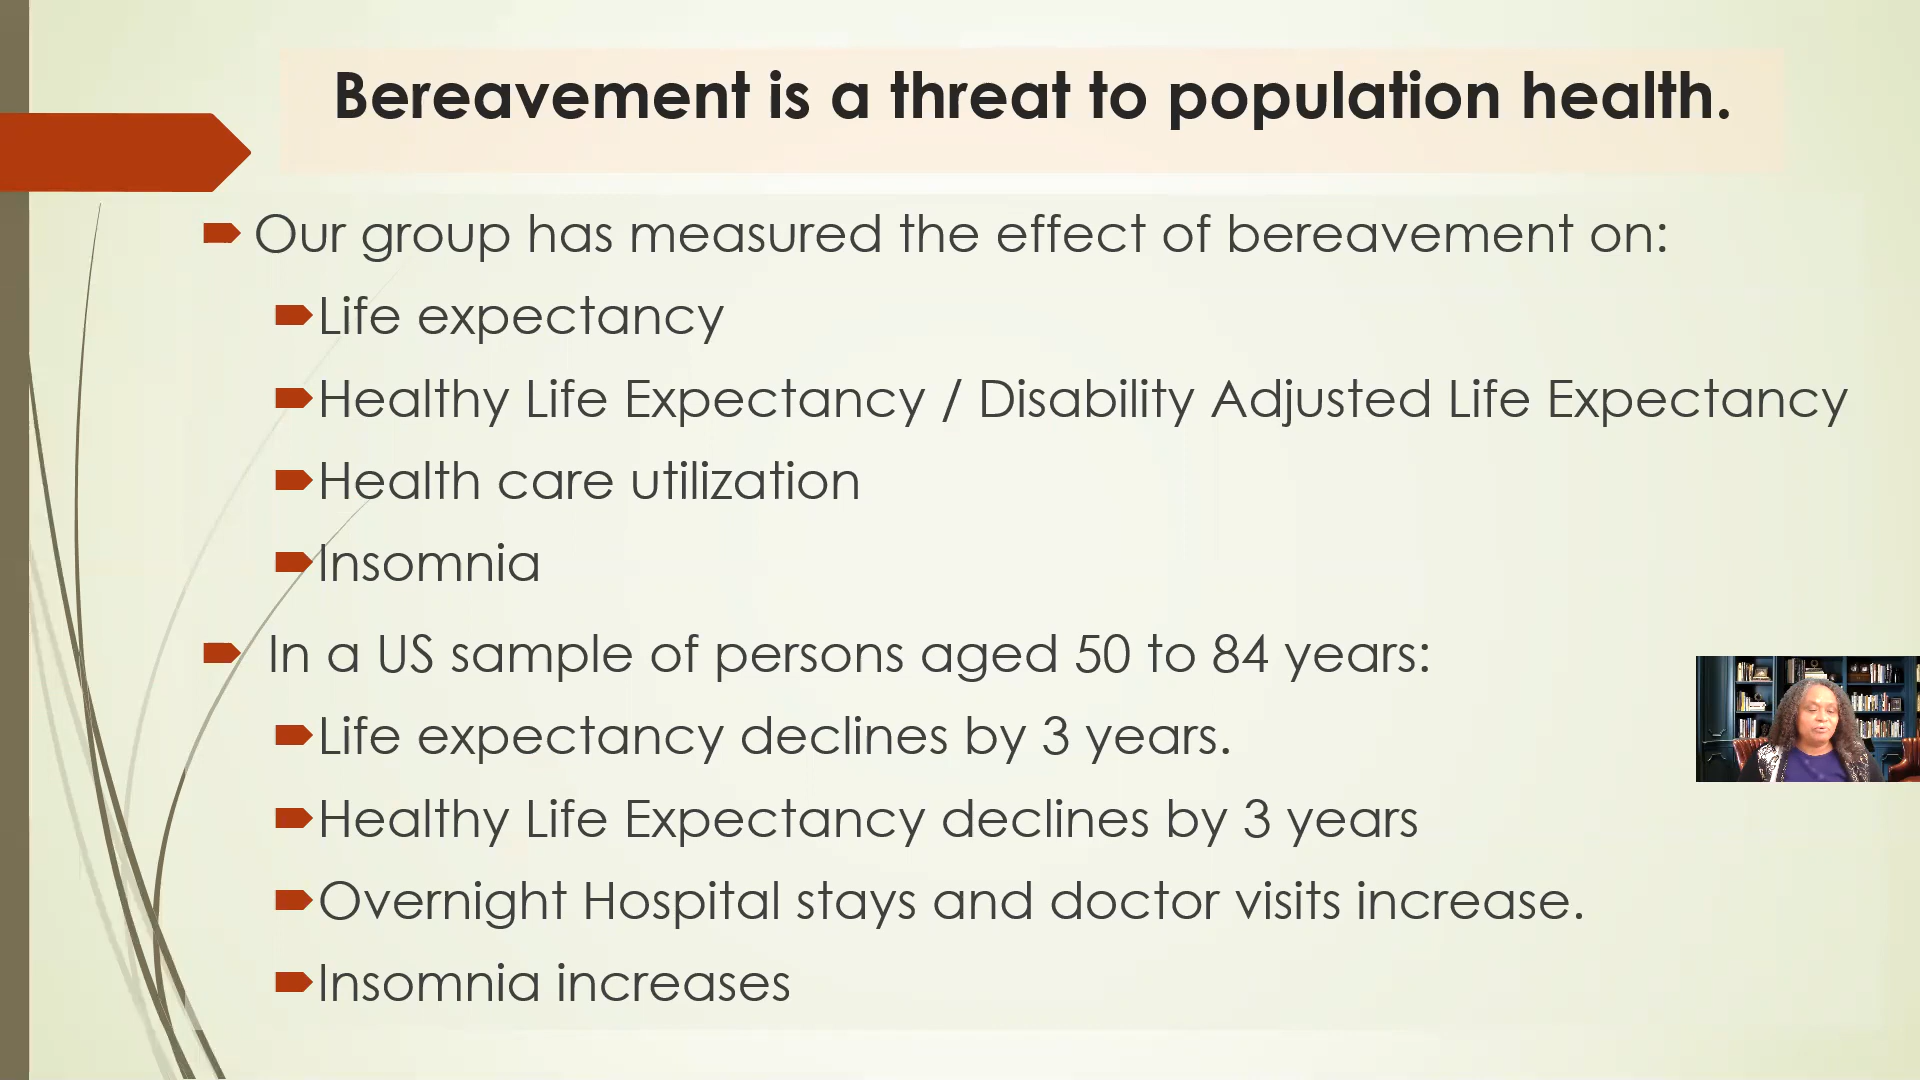 Bereavement is a threat to population health.
Our group has measured the effect of bereavement on:
Life expectancy
Healthy Life Expectancy / Disability Adjusted Life Expectancy
Health care utilization
Insomnia
In a US sample of persons aged 50 to 84 years:
Life expectancy declines by 3 years.
Healthy Life Expectancy declines by 3 years
Overnight Hospital stays and doctor visits increase.
Insomnia increases